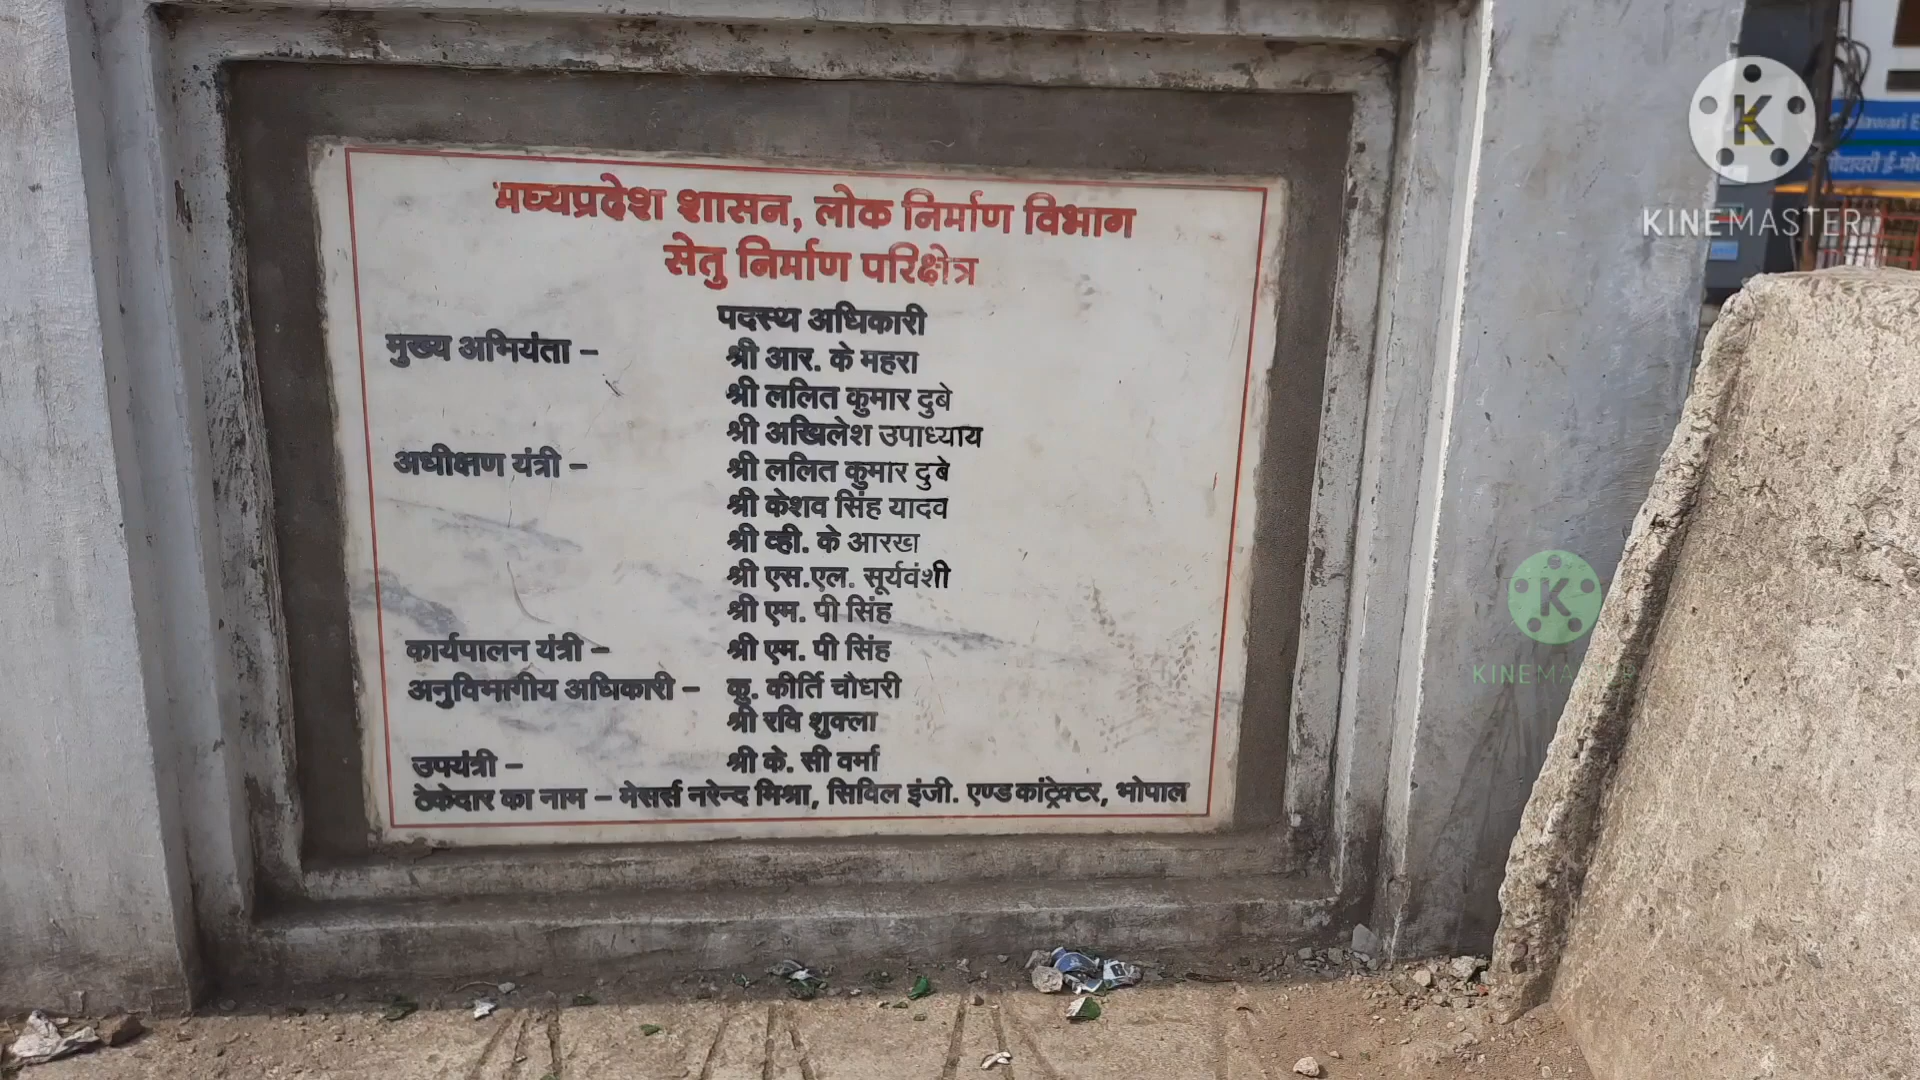 मध्यप्रदेश शासन, लोक निर्माण विभाग
सेतु निर्माण परिक्षेत्र
पदस्थ अधिकारी
मुख्य अभियंता – श्री आर. के महरा
श्री ललित कुमार दुबे
श्री अखिलेश उपाध्याय
अधीक्षण यंत्री – श्री ललित कुमार दुबे
श्री केशव सिंह यादव
श्री व्ही. के आरखा
श्री एस.एल. सूर्यवंशी
श्री एम. पी सिंह
कार्यपालन यंत्री – श्री एम. पी सिंह
अनुविभागीय अधिकारी – कु. कीर्ति चौधरी
श्री रवि शुक्ला
उपयंत्री – श्री के. सी वर्मा
ठेकेदार का नाम – मेसर्स नरेन्द मिश्रा, सिविल इंजी. एण्ड कांट्रेक्टर, भोपाल
K
KINEMASTER
K
KINEMASTER